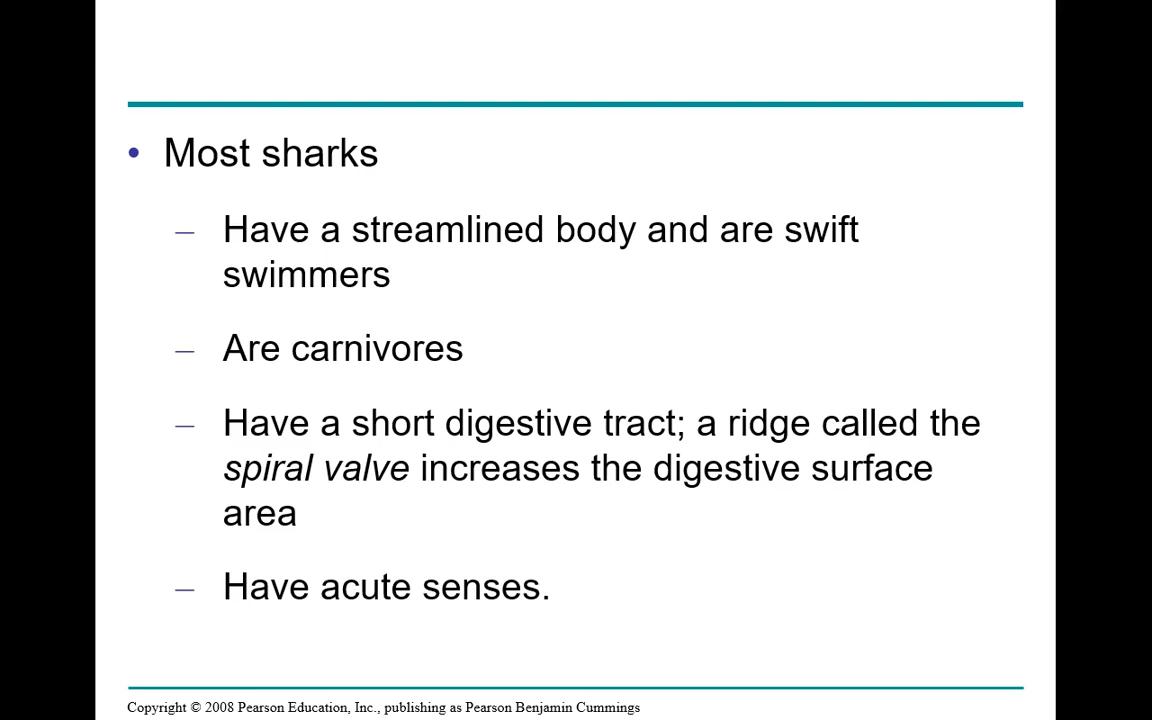 • Most sharks
– Have a streamlined body and are swift
swimmers
– Are carnivores
– Have a short digestive tract; a ridge called the
spiral valve increases the digestive surface
area
– Have acute senses.
Copyright © 2008 Pearson Education, Inc., publishing as Pearson Benjamin Cummings